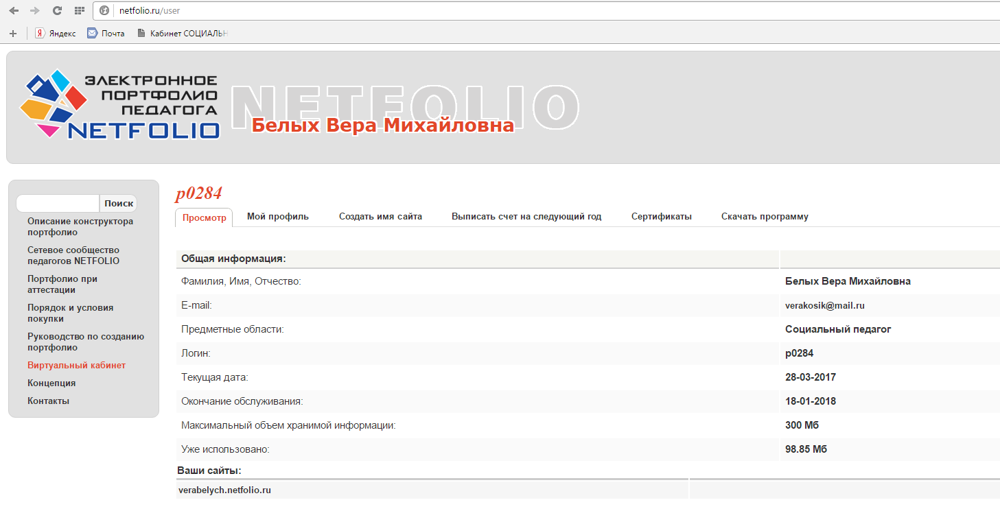 netfolio.ru/user
Яндекс Почта Кабинет СОЦИАЛЬН
ЭЛЕКТРОННОЕ
ПОРТФОЛИО
ПЕДАГОГА
NETFOLIO
NETFOLIO
Белых Вера Михайловна
Поиск
Описание конструктора
портфолио
Сетевое сообщество
педагогов NETFOLIO
Портфолио при
аттестации
Порядок и условия
покупки
Руководство по созданию
портфолио
Виртуальный кабинет
Концепция
Контакты
p0284
Просмотр Мой профиль Создать имя сайта Выписать счет на следующий год Сертификаты Скачать программу
Общая информация:
Фамилия, Имя, Отчество: Белых Вера Михайловна
E-mail: verakosik@mail.ru
Предметные области: Социальный педагог
Логин: p0284
Текущая дата: 28-03-2017
Окончание обслуживания: 18-01-2018
Максимальный объем хранимой информации: 300 Мб
Уже использовано: 98.85 Мб
Ваши сайты:
verabelych.netfolio.ru